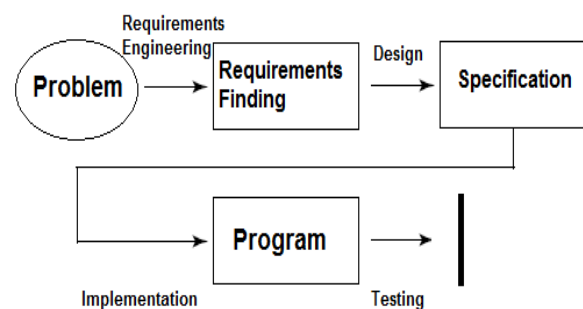 Requirements
Engineering
Problem
Requirements
Finding
Design
Specification
Program
Implementation
Testing